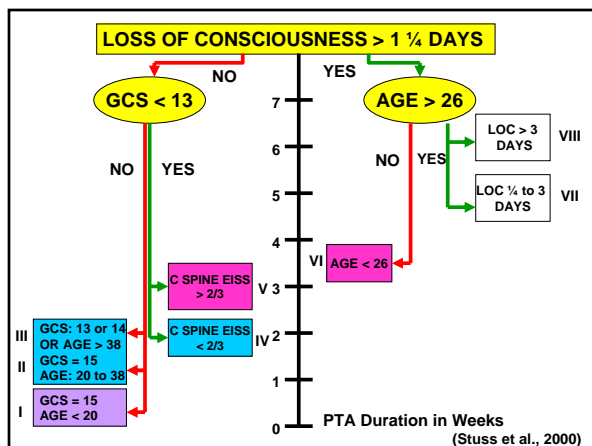 LOSS OF CONSCIOUSNESS > 1 ¼ DAYS
NO
YES
GCS < 13
AGE > 26
NO
YES
NO
YES
LOC > 3
DAYS
VIII
LOC ¼ to 3
DAYS
VII
VI
AGE < 26
C SPINE EISS
> 2/3
V
C SPINE EISS
< 2/3
IV
III
GCS: 13 or 14
OR AGE > 38
II
GCS = 15
AGE: 20 to 38
I
GCS = 15
AGE < 20
7
6
5
4
3
2
1
0
PTA Duration in Weeks
(Stuss et al., 2000)